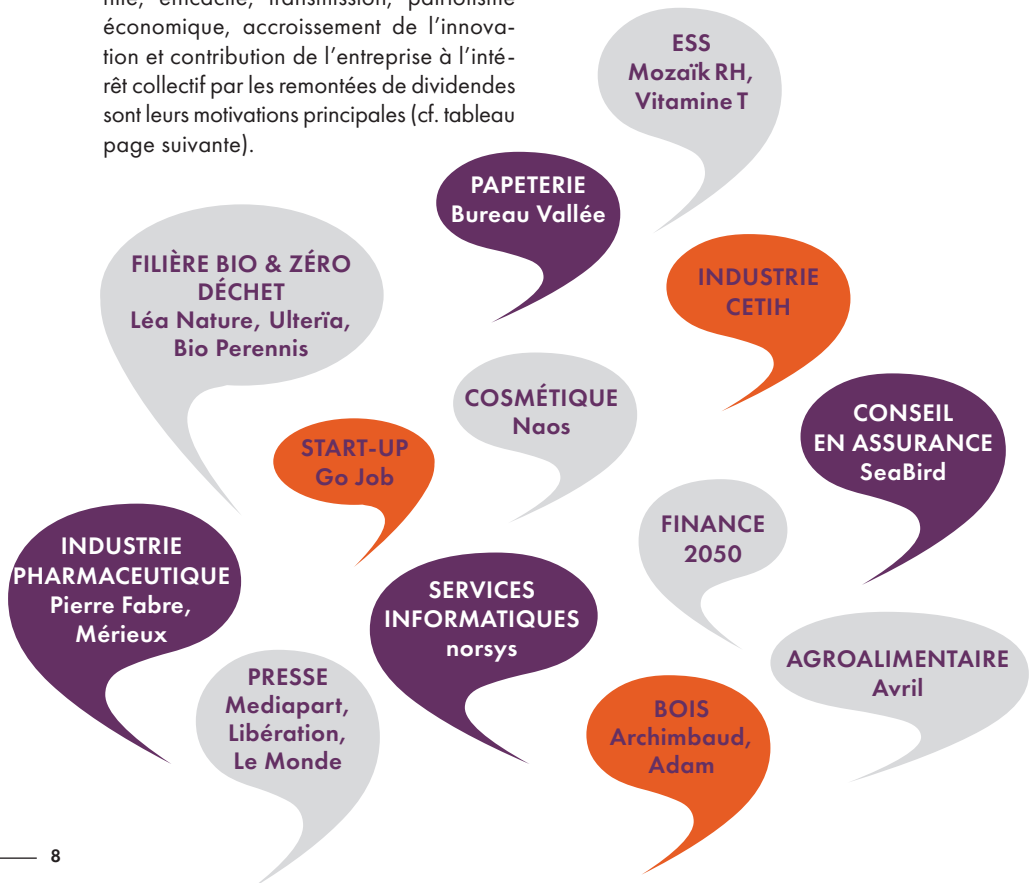 économique, accroissement de l’innova-
tion et contribution de l’entreprise à l’inté-
rêt collectif par les remontées de dividendes
sont leurs motivations principales (cf. tableau
page suivante).
ESS
Mozaïk RH,
Vitamine T
PAPETERIE
Bureau Vallée
FILIÈRE BIO & ZÉRO
DÉCHET
Léa Nature, Ulterïa,
Bio Perennis
INDUSTRIE
CETIH
COSMÉTIQUE
Naos
CONSEIL
EN ASSURANCE
SeaBird
START-UP
Go Job
FINANCE
2050
INDUSTRIE
PHARMACEUTIQUE
Pierre Fabre,
Mérieux
SERVICES
INFORMATIQUES
norsys
AGROALIMENTAIRE
Avril
PRESSE
Mediapart,
Libération,
Le Monde
BOIS
Archimbaud,
Adam
8